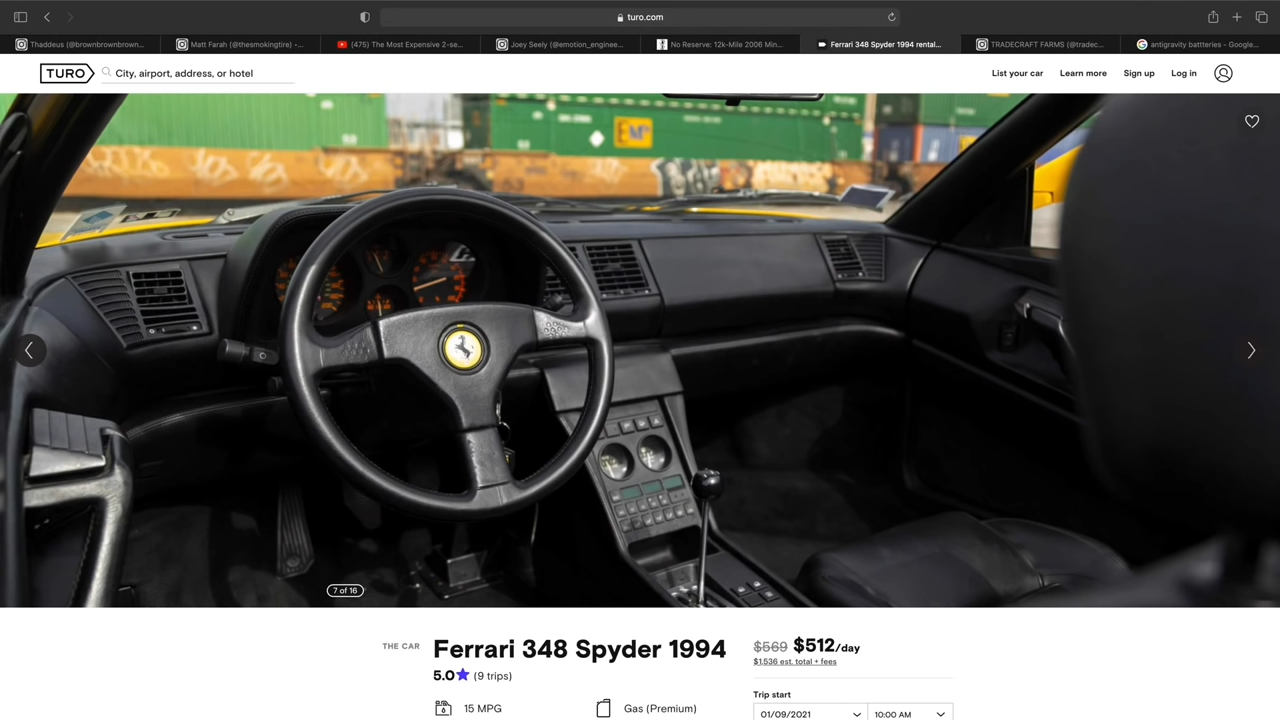 turo.com
Thaddeus (@brownbrownbrown...
Matt Farah (@thesmokingtire) •...
(475) The Most Expensive 2-se...
Joey Seely (@emotion_enginee...
No Reserve: 12k-Mile 2006 Min...
Ferrari 348 Spyder 1994 rental...
TRADECRAFT FARMS (@tradec...
antigravity battteries - Google...
TURO
City, airport, address, or hotel
List your car
Learn more
Sign up
Log in
EMP
53
7 of 16
THE CAR
Ferrari 348 Spyder 1994
5.0 (9 trips)
15 MPG
Gas (Premium)
$569 $512/day
$1,536 est. total + fees
Trip start
01/09/2021
10:00 AM